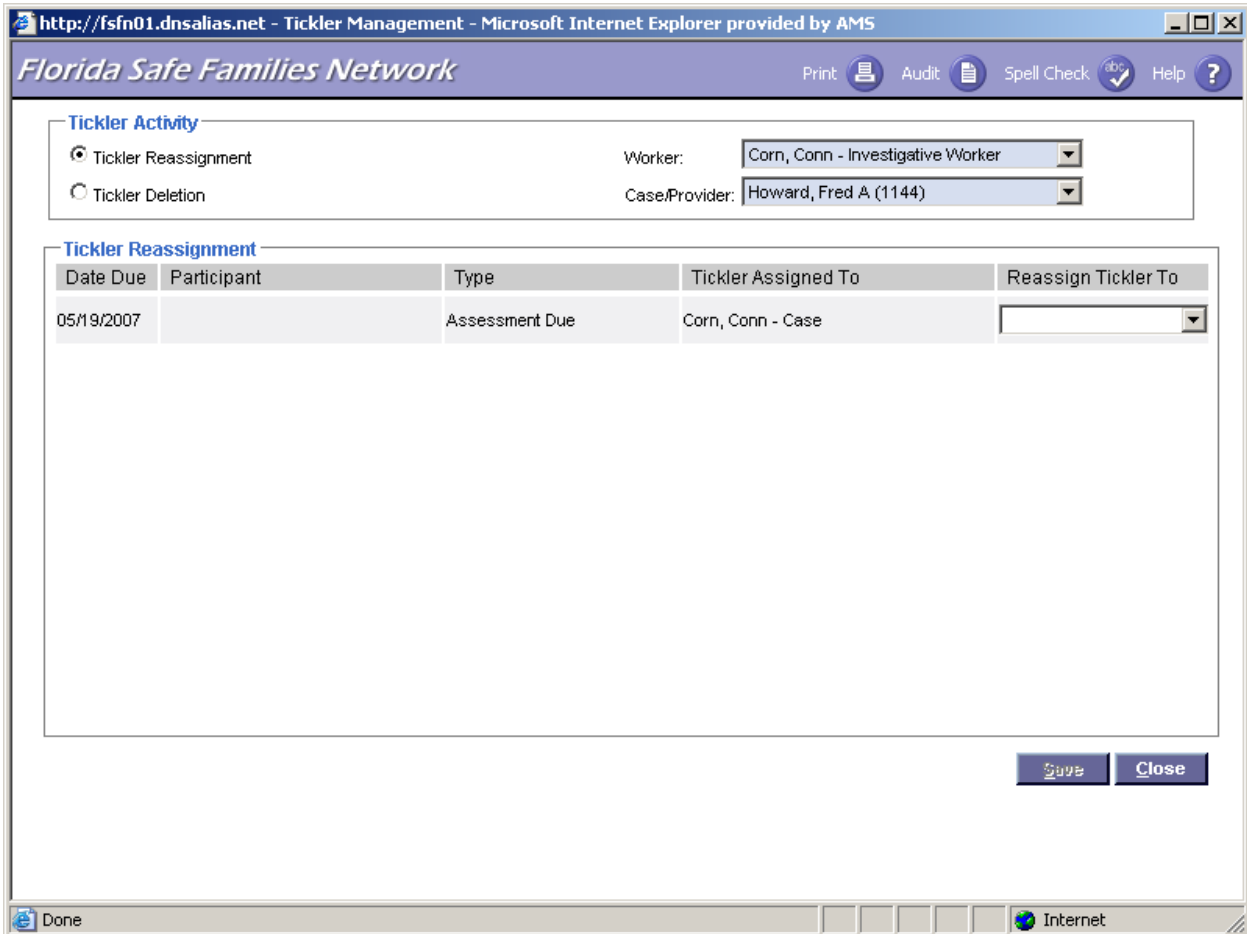 http://fsfn01.dnsalias.net - Tickler Management - Microsoft Internet Explorer provided by AMS
Florida Safe Families Network Print Audit Spell Check abc Help ?
Tickler Activity
Tickler Reassignment Worker: Corn, Conn - Investigative Worker
Tickler Deletion Case/Provider: Howard, Fred A (1144)
Tickler Reassignment
Date Due Participant Type Tickler Assigned To Reassign Tickler To
05/19/2007 Assessment Due Corn, Conn - Case
Save Close
Done Internet